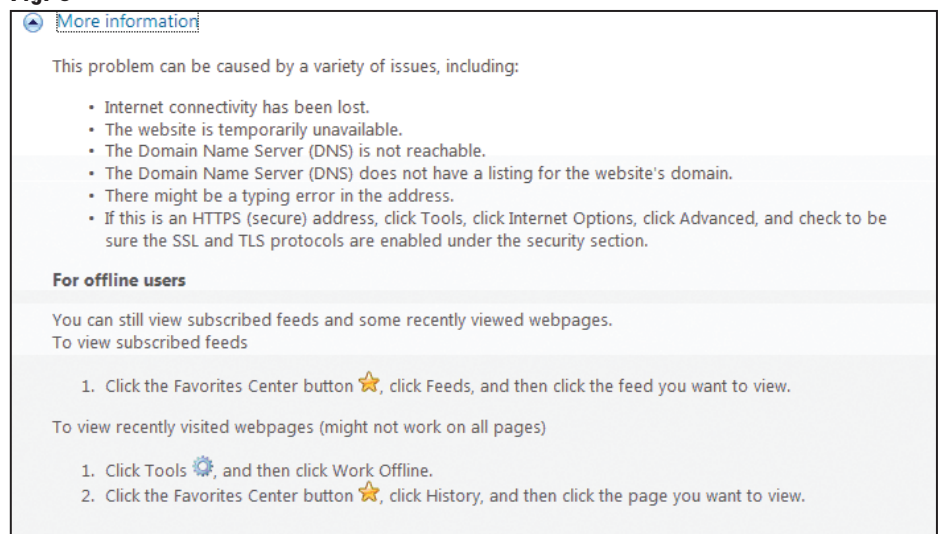 More information
This problem can be caused by a variety of issues, including:
• Internet connectivity has been lost.
• The website is temporarily unavailable.
• The Domain Name Server (DNS) is not reachable.
• The Domain Name Server (DNS) does not have a listing for the website's domain.
• There might be a typing error in the address.
• If this is an HTTPS (secure) address, click Tools, click Internet Options, click Advanced, and check to be
sure the SSL and TLS protocols are enabled under the security section.
For offline users
You can still view subscribed feeds and some recently viewed webpages.
To view subscribed feeds
1. Click the Favorites Center button , click Feeds, and then click the feed you want to view.
To view recently visited webpages (might not work on all pages)
1. Click Tools , and then click Work Offline.
2. Click the Favorites Center button , click History, and then click the page you want to view.